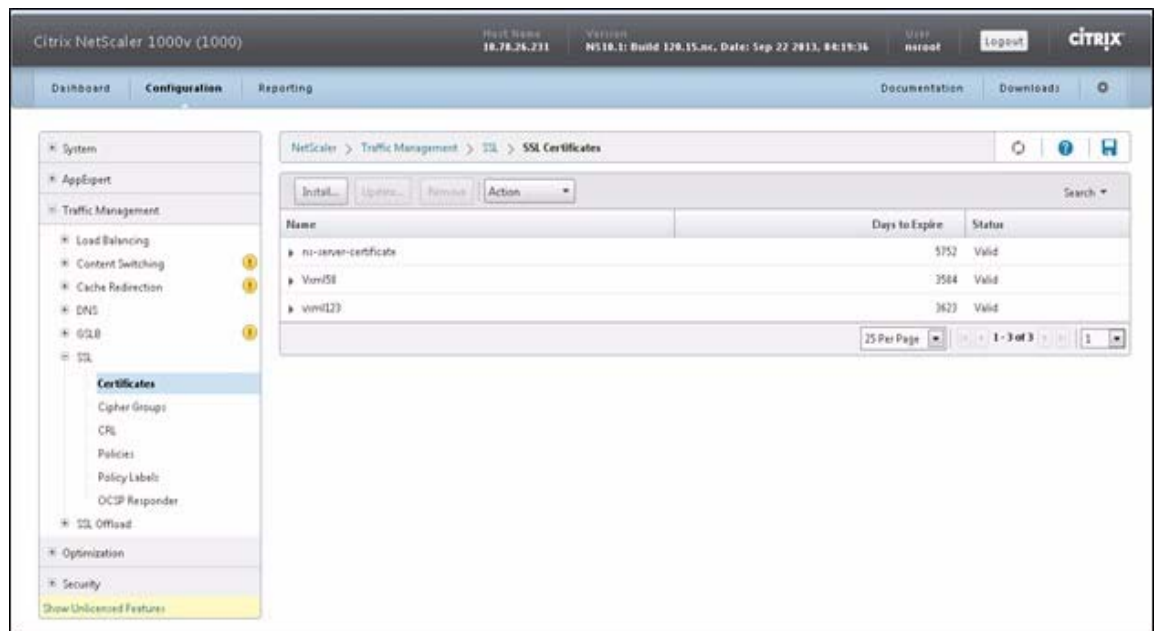 Citrix NetScaler 1000v (1000)
Host Name
10.78.26.231
Version
NS10.1: Build 120.15.nc, Date: Sep 22 2013, 04:19:36
User
nsroot
Logout
CITRIX
Dashboard Configuration Reporting Documentation Downloads
System
AppExpert
Traffic Management
Load Balancing
Content Switching
Cache Redirection
DNS
GSLB
SSL
Certificates
Cipher Groups
CRL
Policies
Policy Labels
OCSP Responder
SSL Offload
Optimization
Security
Show Unlicensed Features
NetScaler > Traffic Management > SSL > SSL Certificates
Install... Update... Remove Action Search
Name Days to Expire Status
ns-server-certificate 5752 Valid
Vxml58 3584 Valid
vxml123 3623 Valid
25 Per Page 1 - 3 of 3 1